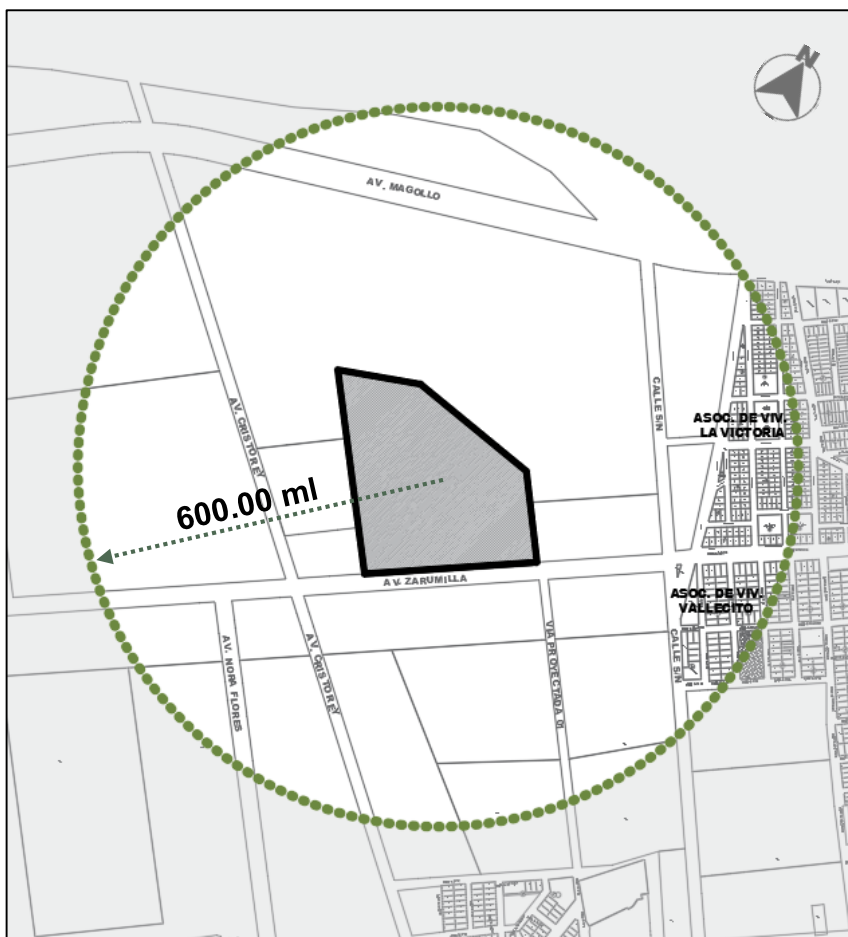 N
AV. MAGOLLO
AV. CRISTO REY
CALLE S/N
ASOC. DE VIV.
LA VICTORIA
600.00 ml
AV. ZARUMILLA
ASOC. DE VIV.
VALLECITO
AV. NORA FLORES
AV. CRISTO REY
VIA PROYECTADA 01
CALLE S/N